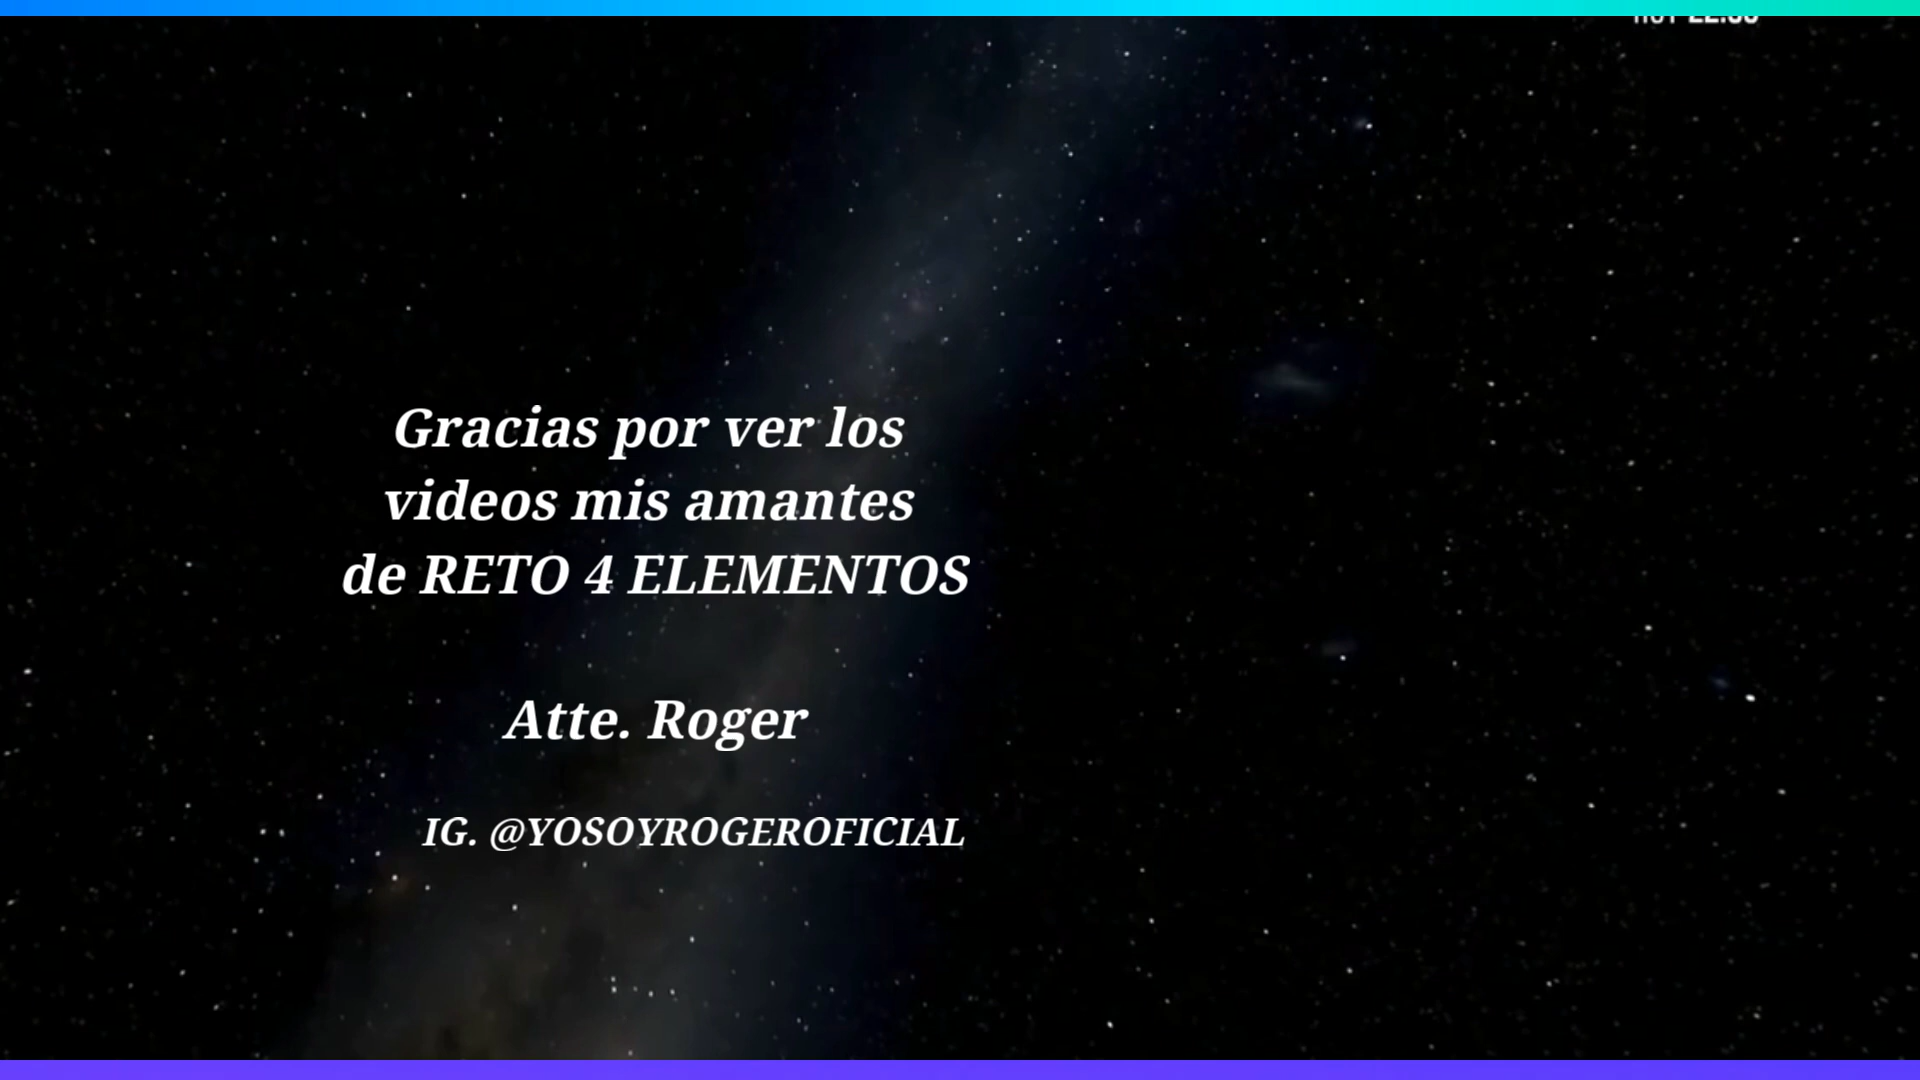 Gracias por ver los
videos mis amantes
de RETO 4 ELEMENTOS
Atte. Roger
IG. @YOSOYROGEROFICIAL